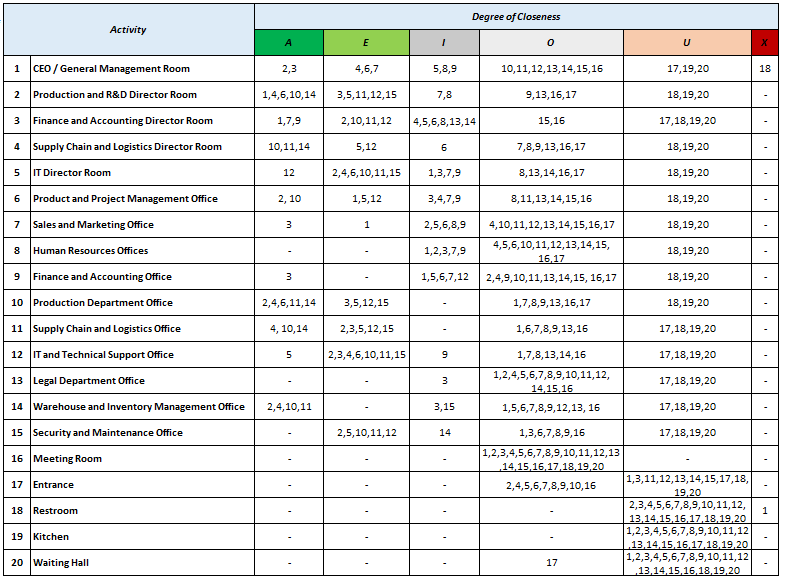 Activity
Degree of Closeness
A E I O U X
1 CEO / General Management Room 2,3 4,6,7 5,8,9 10,11,12,13,14,15,16 17,19,20 18
2 Production and R&D Director Room 1,4,6,10,14 3,5,11,12,15 7,8 9,13,16,17 18,19,20 -
3 Finance and Accounting Director Room 1,7,9 2,10,11,12 4,5,6,8,13,14 15,16 17,18,19,20 -
4 Supply Chain and Logistics Director Room 10,11,14 5,12 6 7,8,9,13,16,17 18,19,20 -
5 IT Director Room 12 2,4,6,10,11,15 1,3,7,9 8,13,14,16,17 18,19,20 -
6 Product and Project Management Office 2, 10 1,5,12 3,4,7,9 8,11,13,14,15,16 18,19,20 -
7 Sales and Marketing Office 3 1 2,5,6,8,9 4,10,11,12,13,14,15,16,17 18,19,20 -
8 Human Resources Offices - - 1,2,3,7,9 4,5,6,10,11,12,13,14,15, 18,19,20 -
16,17
9 Finance and Accounting Office 3 - 1,5,6,7,12 2,4,9,10,11,13,14,15, 16,17 18,19,20 -
10 Production Department Office 2,4,6,11,14 3,5,12,15 - 1,7,8,9,13,16,17 18,19,20 -
11 Supply Chain and Logistics Office 4, 10,14 2,3,5,12,15 - 1,6,7,8,9,13,16 17,18,19,20 -
12 IT and Technical Support Office 5 2,3,4,6,10,11,15 9 1,7,8,13,14,16 17,18,19,20 -
13 Legal Department Office - - 3 1,2,4,5,6,7,8,9,10,11,12, 17,18,19,20 -
14,15,16
14 Warehouse and Inventory Management Office 2,4,10,11 - 3,15 1,5,6,7,8,9,12,13, 16 17,18,19,20 -
15 Security and Maintenance Office - 2,5,10,11,12 14 1,3,6,7,8,9,16 17,18,19,20 -
16 Meeting Room - - - 1,2,3,4,5,6,7,8,9,10,11,12,13 - -
,14,15,16,17,18,19,20
17 Entrance - - - 2,4,5,6,7,8,9,10,16 1,3,11,12,13,14,15,17,18, -
19,20
18 Restroom - - - - 2,3,4,5,6,7,8,9,10,11,12, 1
13,14,15,16,17,18,19,20
19 Kitchen - - - - 1,2,3,4,5,6,7,8,9,10,11,12 -
,13,14,15,16,17,18,19,20
20 Waiting Hall - - - 17 1,2,3,4,5,6,7,8,9,10,11,12 -
,13,14,15,16,18,19,20